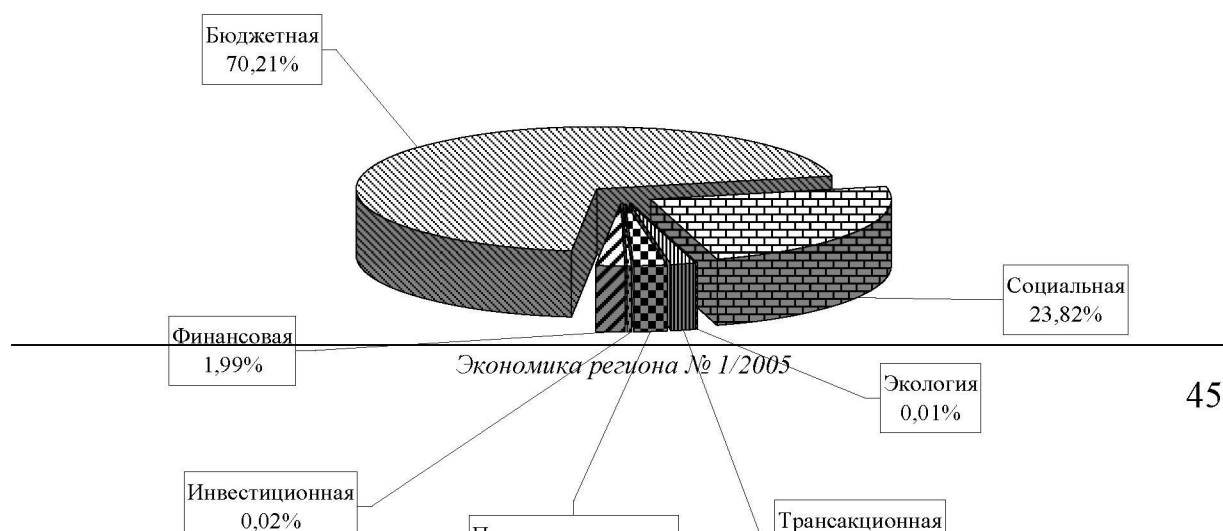 Бюджетная
70,21%
Социальная
23,82%
Финансовая
1,99%
Экономика региона № 1/2005
Экология
0,01%
45
Инвестиционная
0,02%
Трансакционная